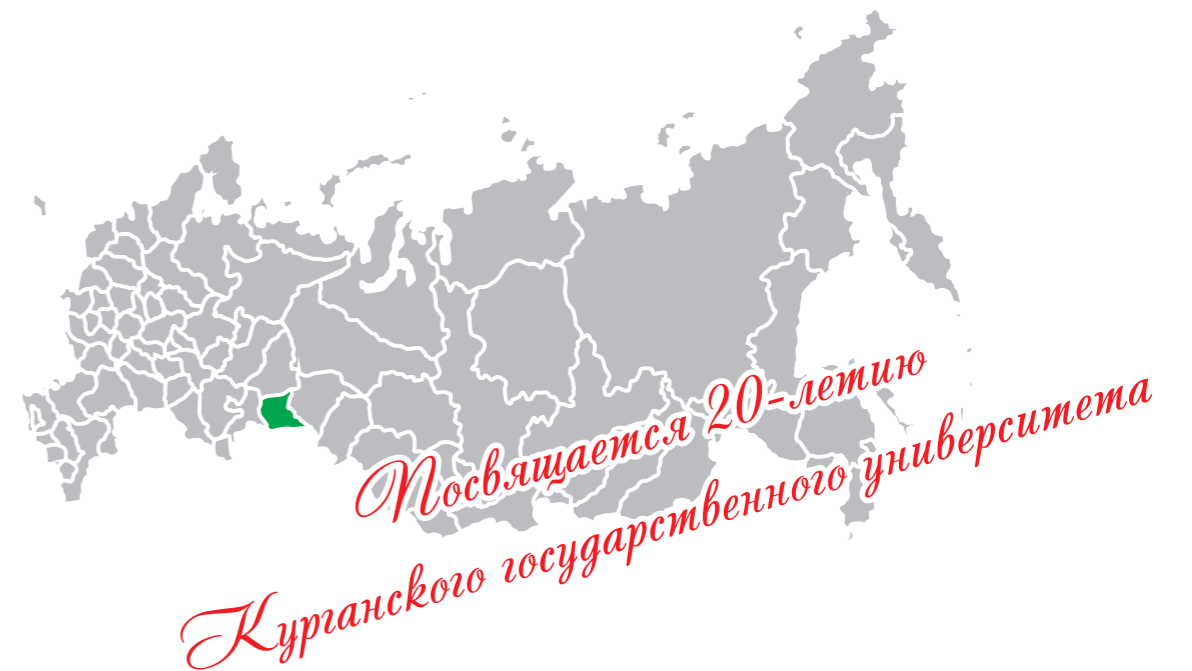 Посвящается 20-летию
Курганского государственного университета